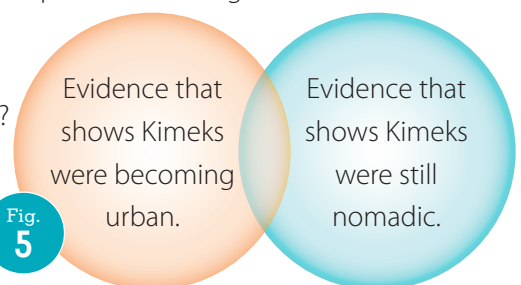 ?
Evidence that
shows Kimeks
were becoming
urban.
Evidence that
shows Kimeks
were still
nomadic.
Fig.
5